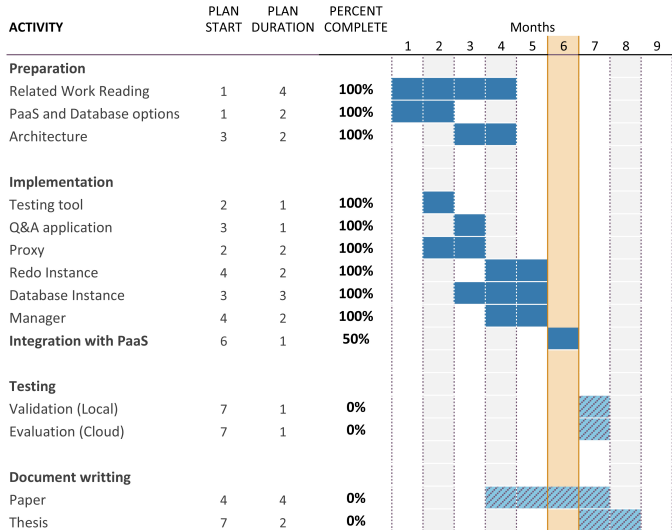 PLAN PLAN PERCENT
ACTIVITY START DURATION COMPLETE Months
1 2 3 4 5 6 7 8 9
Preparation
Related Work Reading 1 4 100%
PaaS and Database options 1 2 100%
Architecture 3 2 100%
Implementation
Testing tool 2 1 100%
Q&A application 3 1 100%
Proxy 2 2 100%
Redo Instance 4 2 100%
Database Instance 3 3 100%
Manager 4 2 100%
Integration with PaaS 6 1 50%
Testing
Validation (Local) 7 1 0%
Evaluation (Cloud) 7 1 0%
Document writting
Paper 4 4 0%
Thesis 7 2 0%